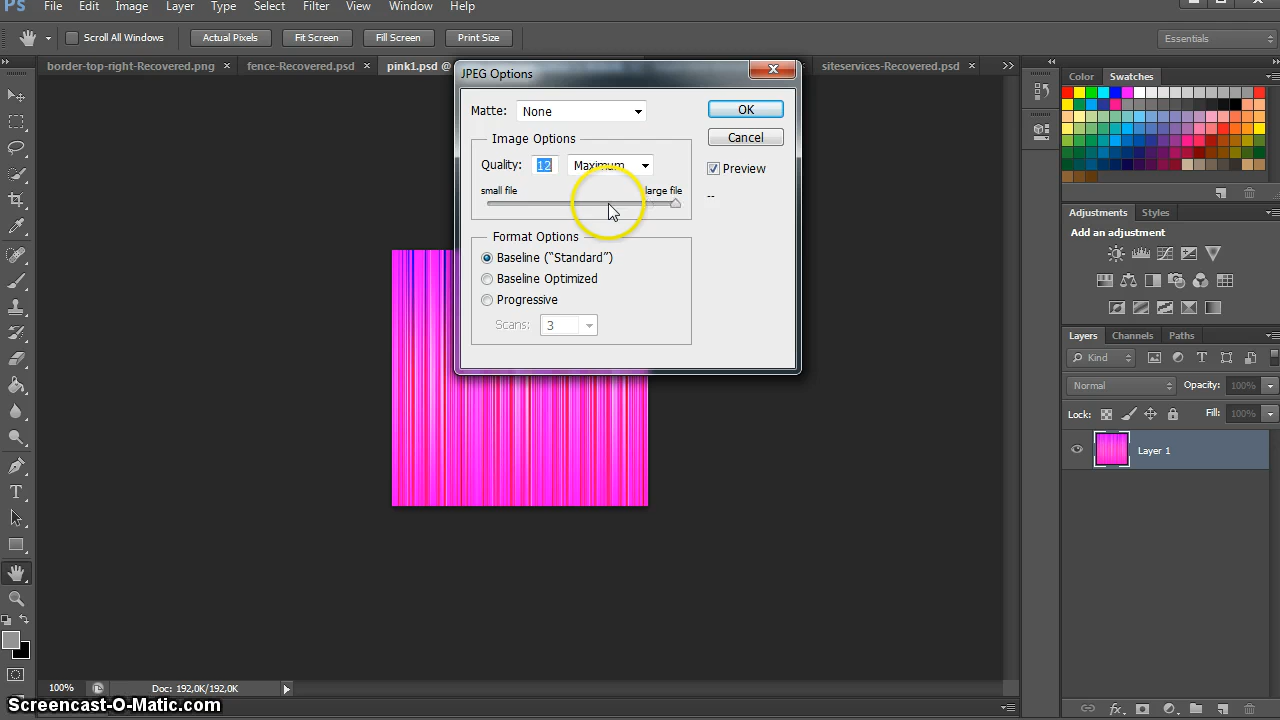 Ps File Edit Image Layer Type Select Filter View Window Help
Scroll All Windows Actual Pixels Fit Screen Fill Screen Print Size Essentials
border-top-right-Recovered.png × fence-Recovered.psd × pink1.psd @ siteservices-Recovered.psd ×
JPEG Options
Matte: None OK
Cancel
Preview
--
Image Options
Quality: 12 Maximum
small file large file
Format Options
Baseline (“Standard”)
Baseline Optimized
Progressive
Scans: 3
Color Swatches
Adjustments Styles
Add an adjustment
Layers Channels Paths
Kind
Normal Opacity: 100%
Lock: Fill: 100%
Layer 1
fx
100% Doc: 192,0K/192,0K
Screencast-O-Matic.com